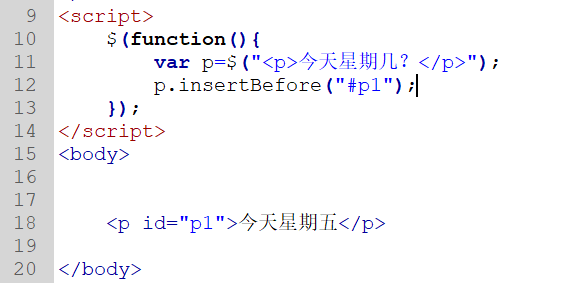 9 <script>
10     $(function(){
11         var p=$("<p>今天星期几？</p>");
12         p.insertBefore("#p1");
13     });
14 </script>
15 <body>
16
17
18     <p id="p1">今天星期五</p>
19
20 </body>